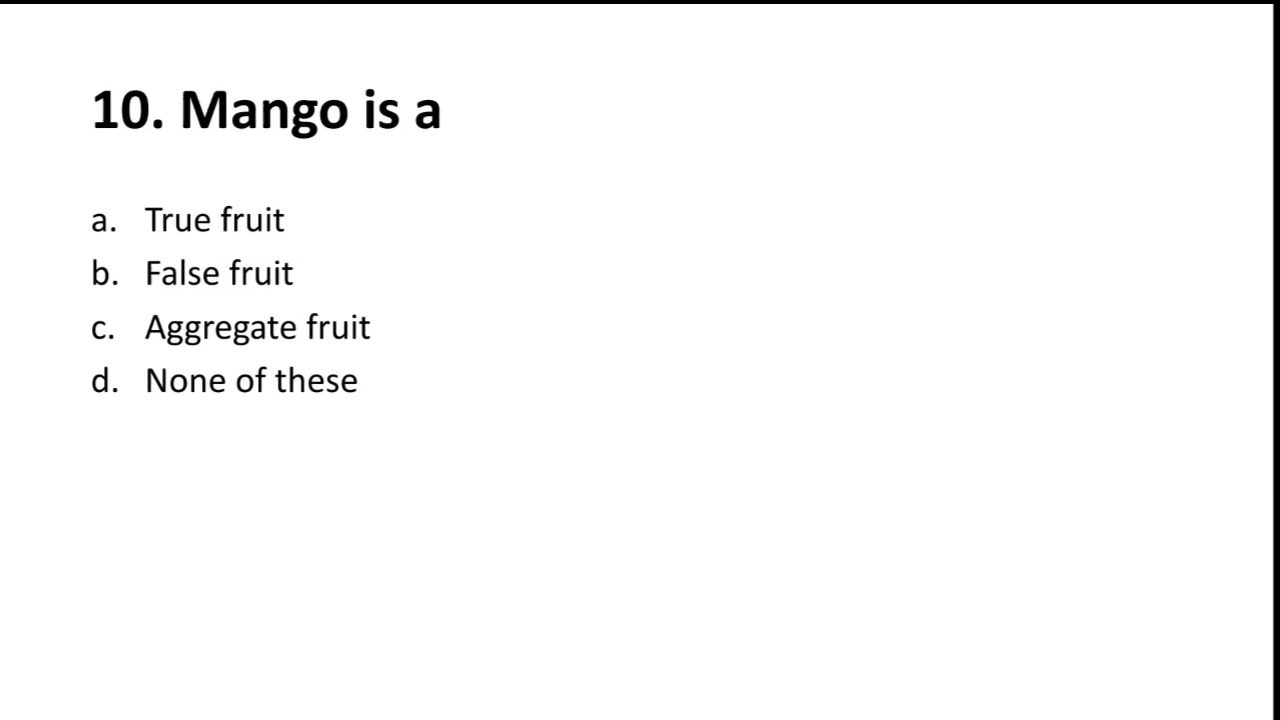 10. Mango is a
a. True fruit
b. False fruit
c. Aggregate fruit
d. None of these